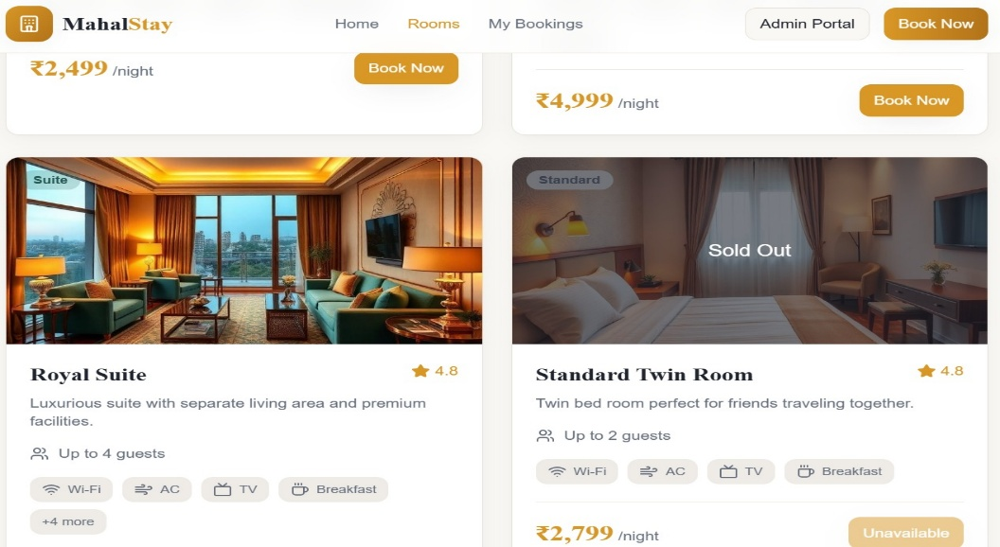 MahalStay
Home Rooms My Bookings
Admin Portal Book Now
₹2,499 /night Book Now
₹4,999 /night Book Now
Suite
Royal Suite 4.8
Luxurious suite with separate living area and premium
facilities.
Up to 4 guests
Wi-Fi AC TV Breakfast
+4 more
Standard
Sold Out
Standard Twin Room 4.8
Twin bed room perfect for friends traveling together.
Up to 2 guests
Wi-Fi AC TV Breakfast
₹2,799 /night Unavailable